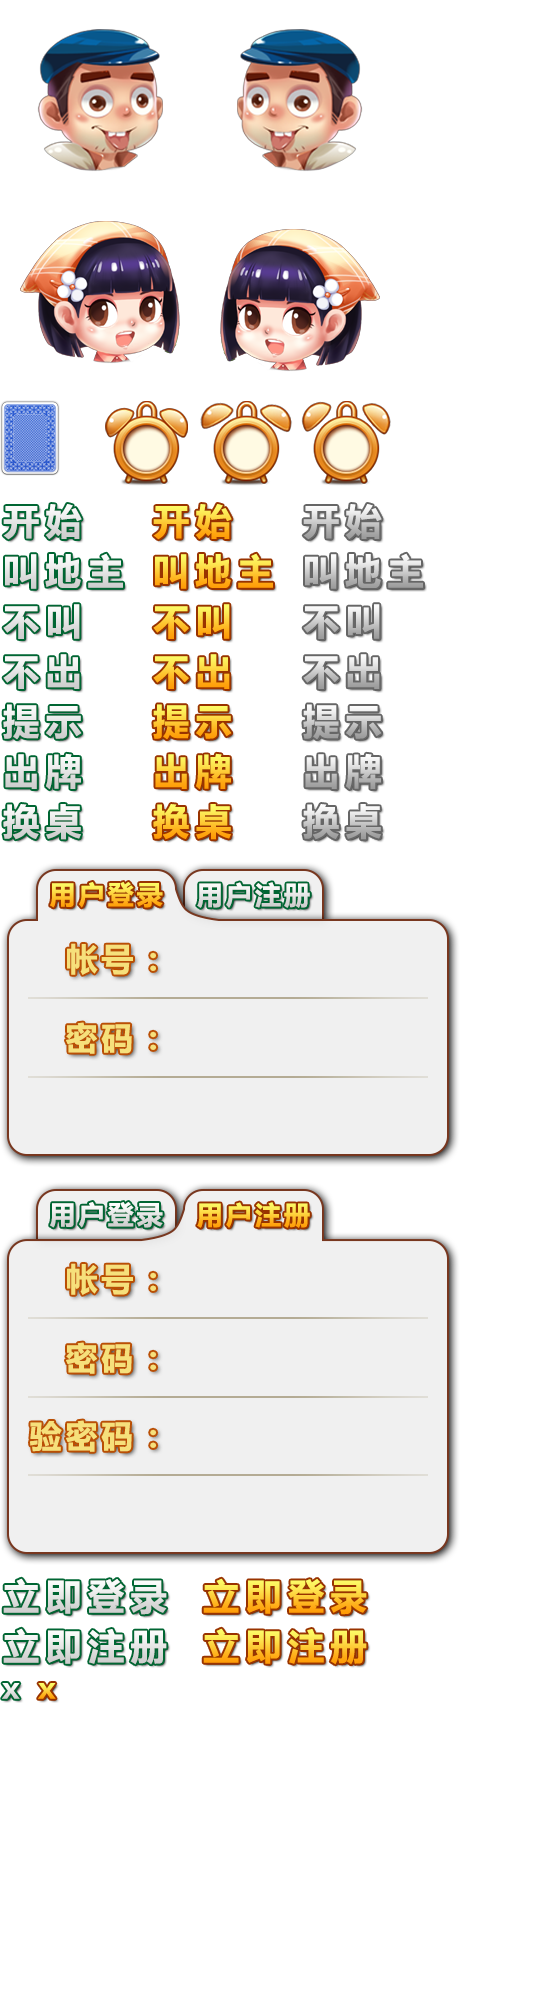 开始 开始 开始
叫地主 叫地主 叫地主
不叫 不叫 不叫
不出 不出 不出
提示 提示 提示
出牌 出牌 出牌
换桌 换桌 换桌
用户登录 用户注册
帐号：
密码：
用户登录 用户注册
帐号：
密码：
验密码：
立即登录 立即登录
立即注册 立即注册
x x